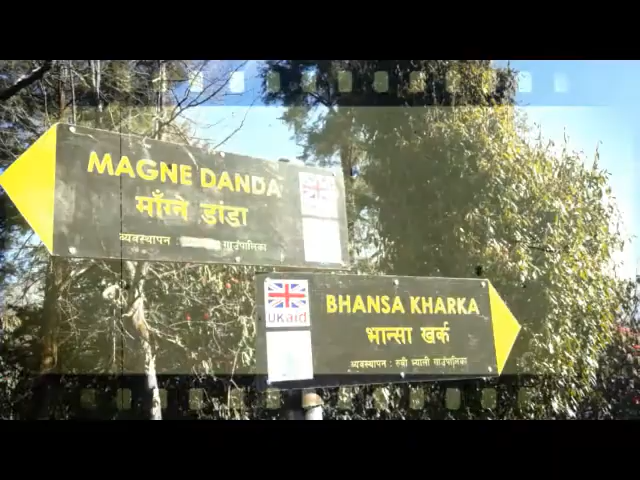 MAGNE DANDA
माँग्ने डांडा
व्यवस्थापन : गाउँपालिका
UKaid
BHANSA KHARKA
भान्सा खर्क
व्यवस्थापन : गाउँपालिका